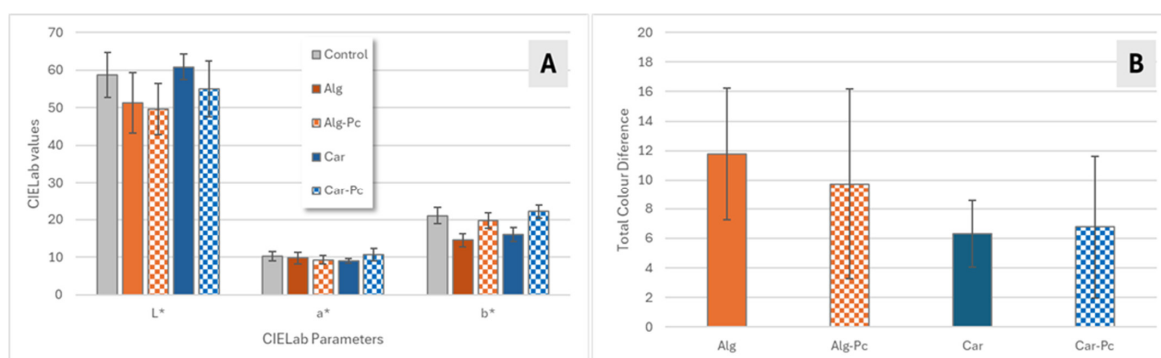 70
60
50
40
30
20
10
0
CIELab values
L*
a*
b*
CIELab Parameters
Control
Alg
Alg-Pc
Car
Car-Pc
A
20
18
16
14
12
10
8
6
4
2
0
Total Colour Diference
Alg
Alg-Pc
Car
Car-Pc
B